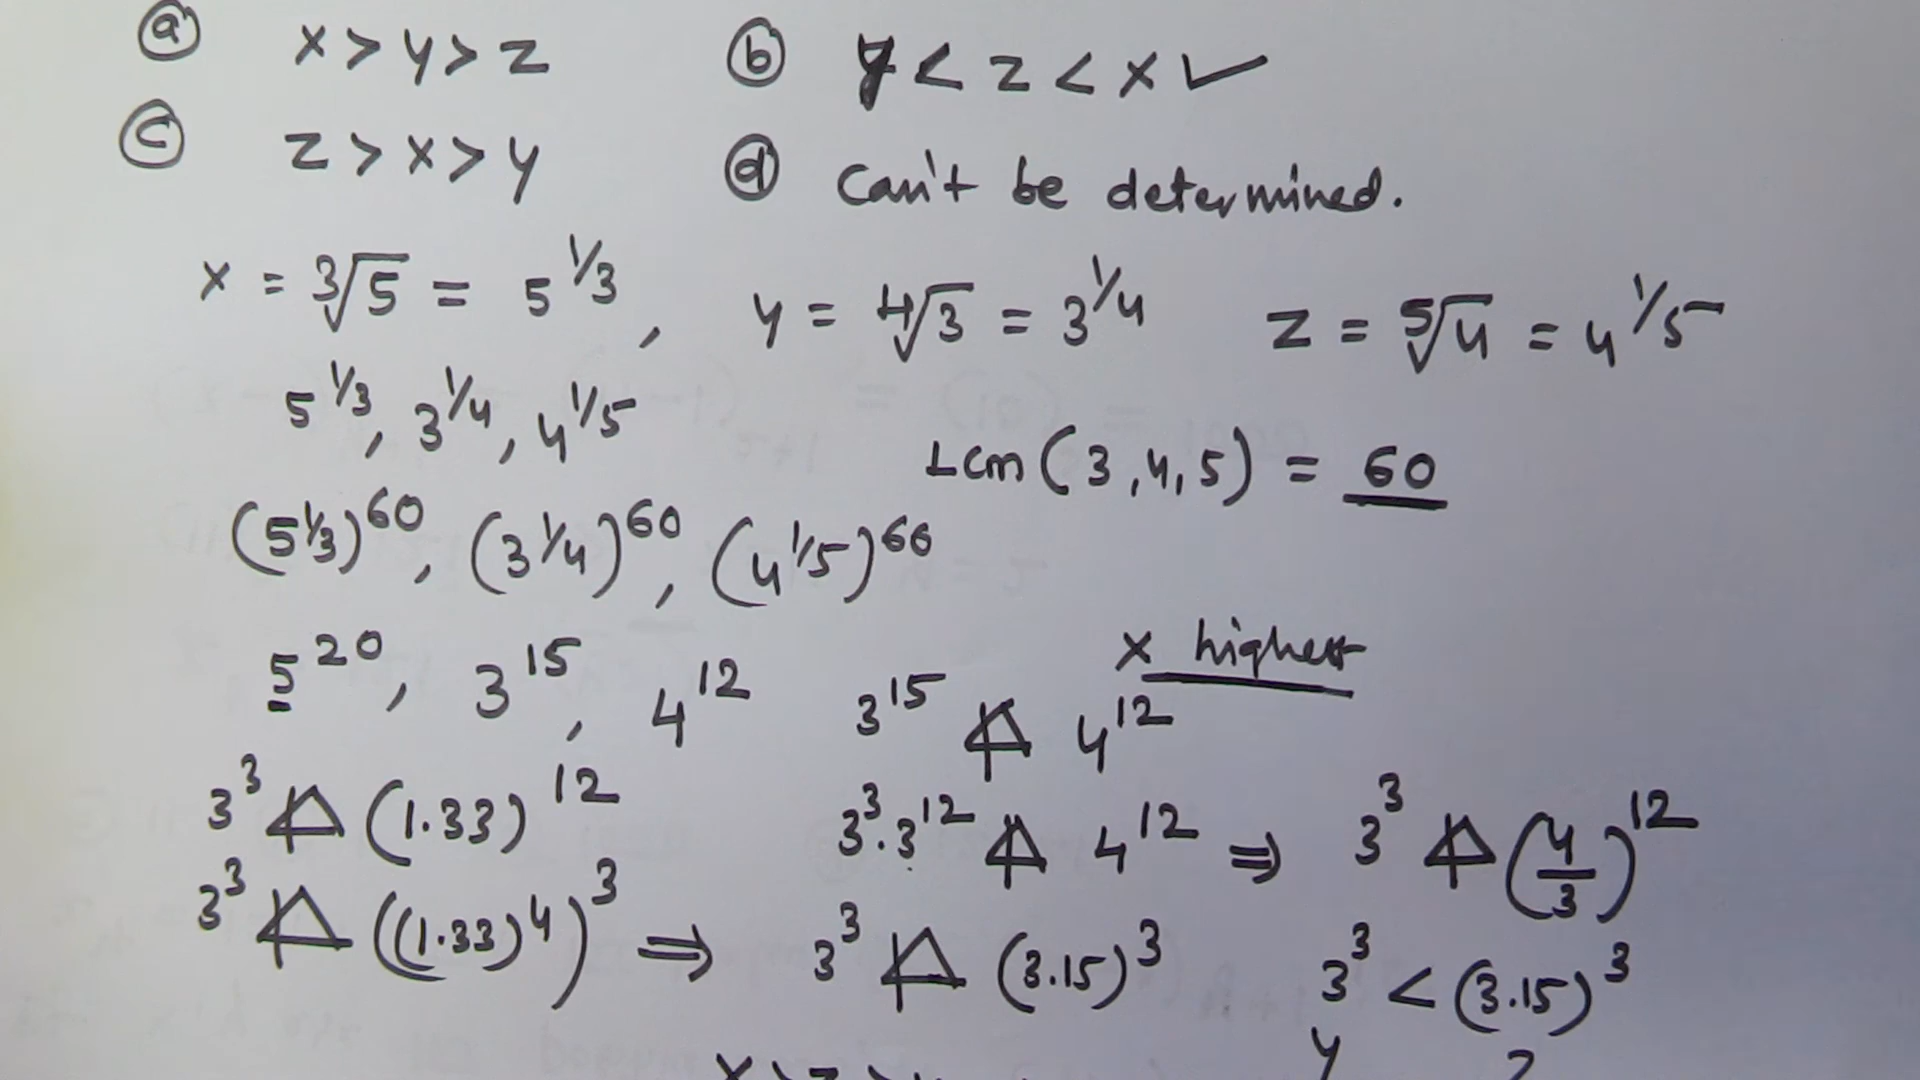 ⓐ x > y > z ⓑ y < z < x ✓
ⓒ z > x > y ⓓ Can't be determined.
x = ∛5 = 5^1/3, y = ∜3 = 3^1/4 z = ⁵√4 = 4^1/5
5^1/3, 3^1/4, 4^1/5
Lcm (3,4,5) = 60
(5^1/3)^60, (3^1/4)^60, (4^1/5)^60
5^20, 3^15, 4^12
x highest
3^15 4^12
3^3 (1.33)^12
3^3.3^12 4^12 ⇒ 3^3 (4/3)^12
3^3 ((1.33)^4)^3 ⇒ 3^3 (3.15)^3 3^3 < (3.15)^3
y z
x > z > y